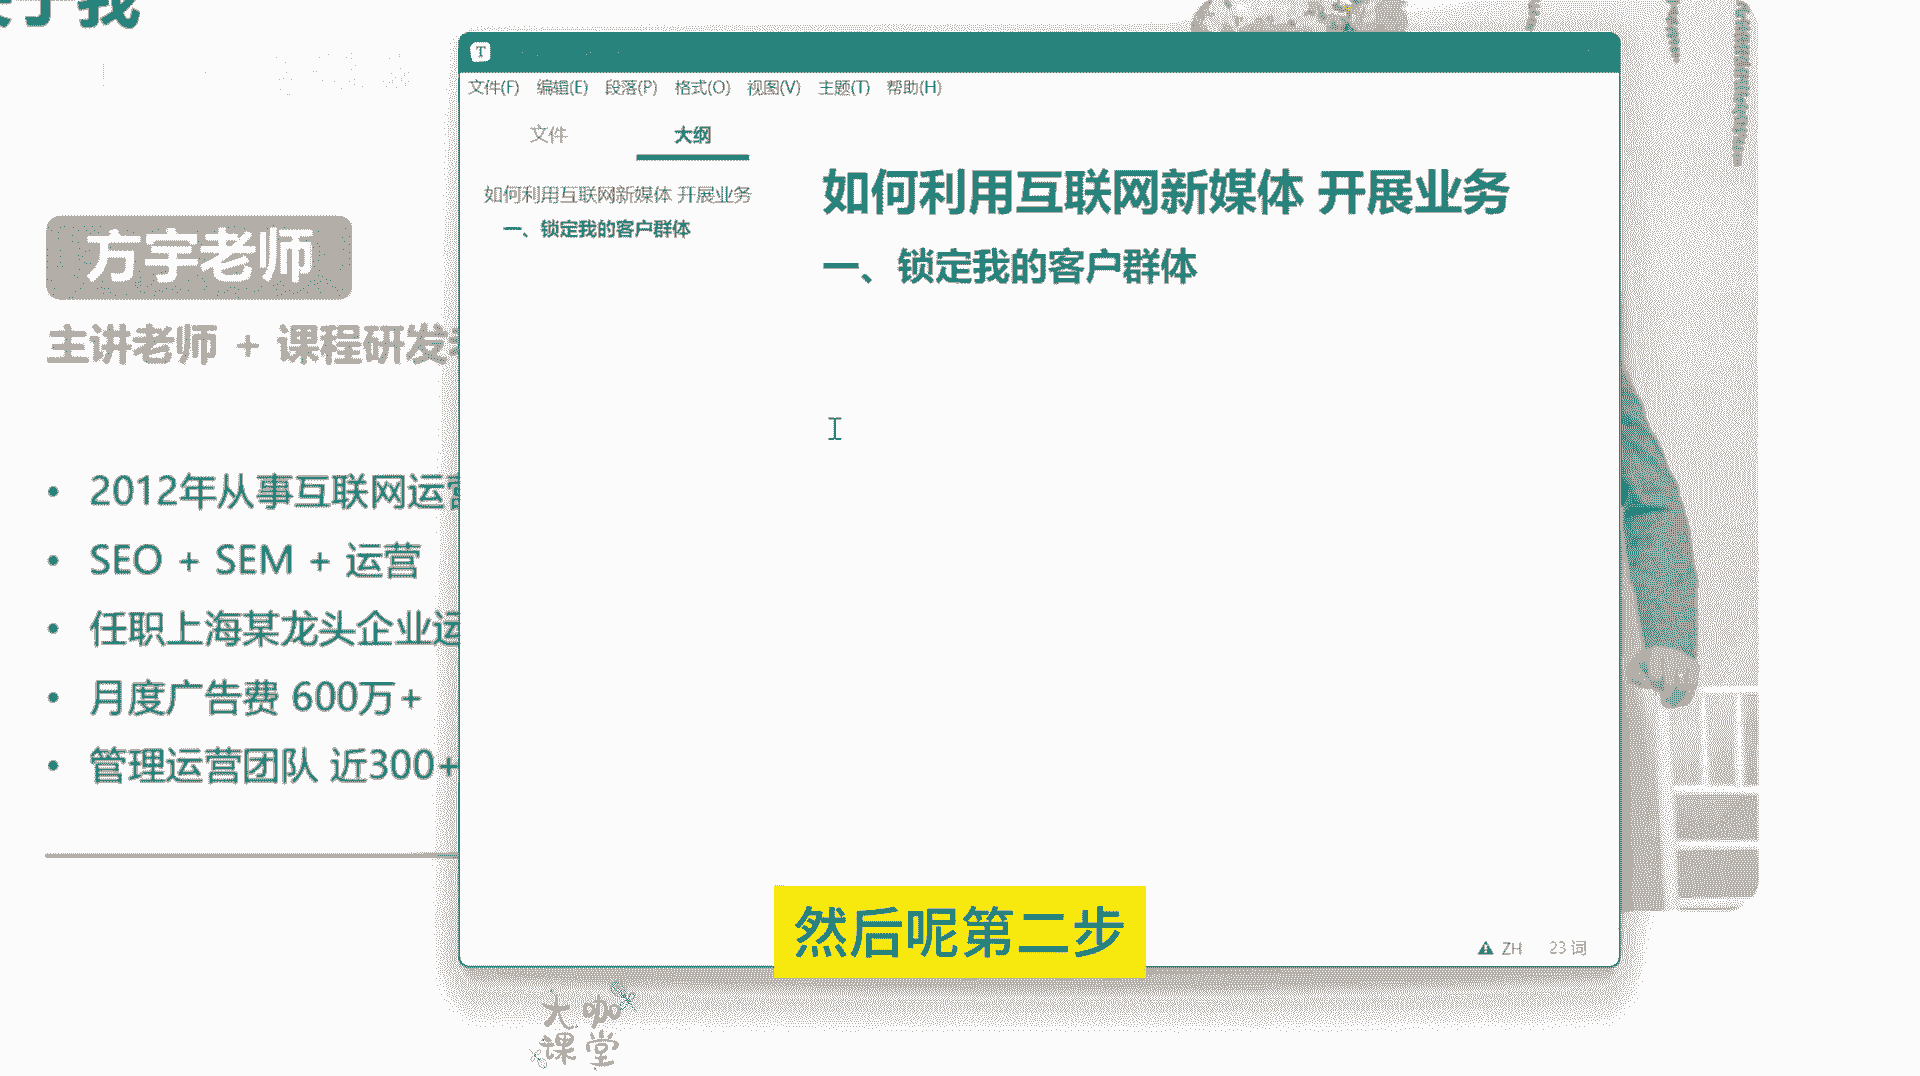 于我
方宇老师
主讲老师 + 课程研发
2012年从事互联网运营
SEO + SEM + 运营
任职上海某龙头企业运
月度广告费 600万+
管理运营团队 近300+
T
文件(F) 编辑(E) 段落(P) 格式(O) 视图(V) 主题(T) 帮助(H)
文件 大纲
如何利用互联网新媒体 开展业务
一、锁定我的客户群体
如何利用互联网新媒体 开展业务
一、锁定我的客户群体
然后呢第二步
ZH 23 词
大咖
课堂